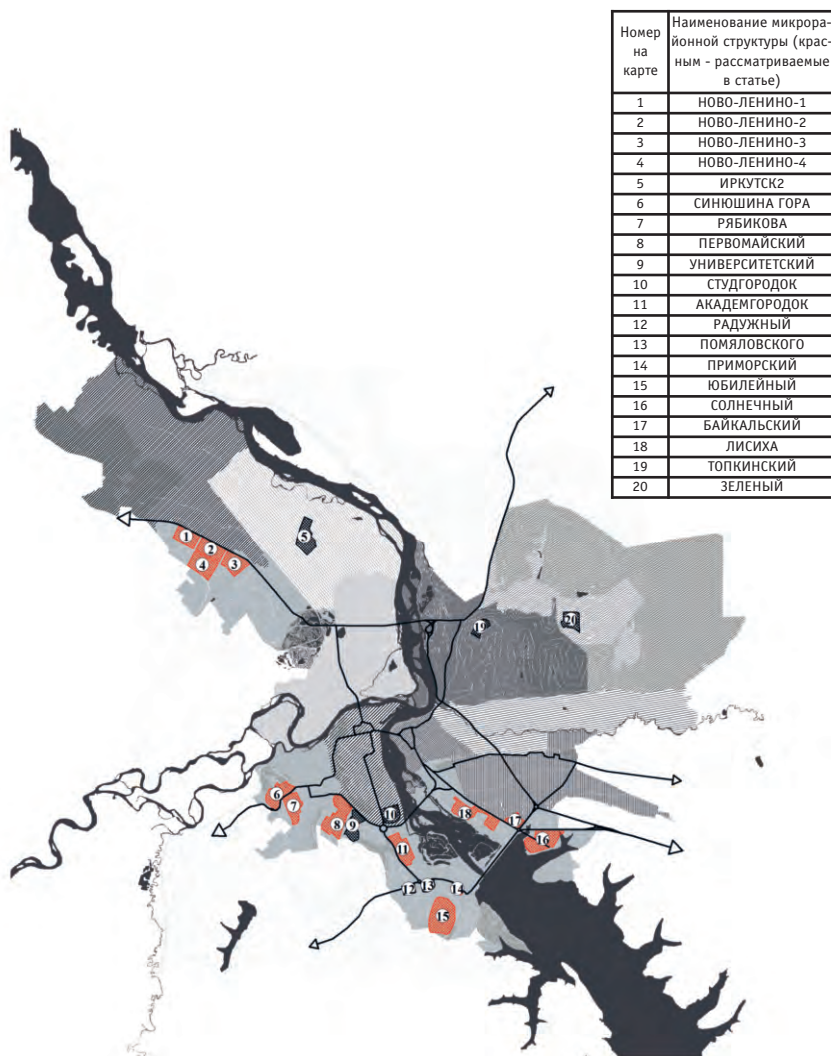 Номер на карте
Наименование микрора-
йонной структуры (крас-
ным - рассматриваемые
в статье)
1 НОВО-ЛЕНИНО-1
2 НОВО-ЛЕНИНО-2
3 НОВО-ЛЕНИНО-3
4 НОВО-ЛЕНИНО-4
5 ИРКУТСК2
6 СИНЮШИНА ГОРА
7 РЯБИКОВА
8 ПЕРВОМАЙСКИЙ
9 УНИВЕРСИТЕТСКИЙ
10 СТУДГОРОДОК
11 АКАДЕМГОРОДОК
12 РАДУЖНЫЙ
13 ПОМЯЛОВСКОГО
14 ПРИМОРСКИЙ
15 ЮБИЛЕЙНЫЙ
16 СОЛНЕЧНЫЙ
17 БАЙКАЛЬСКИЙ
18 ЛИСИХА
19 ТОПКИНСКИЙ
20 ЗЕЛЕНЫЙ
1
2
5
4
3
20
19
6
7
18
10
17
8
9
16
11
12
13
14
15